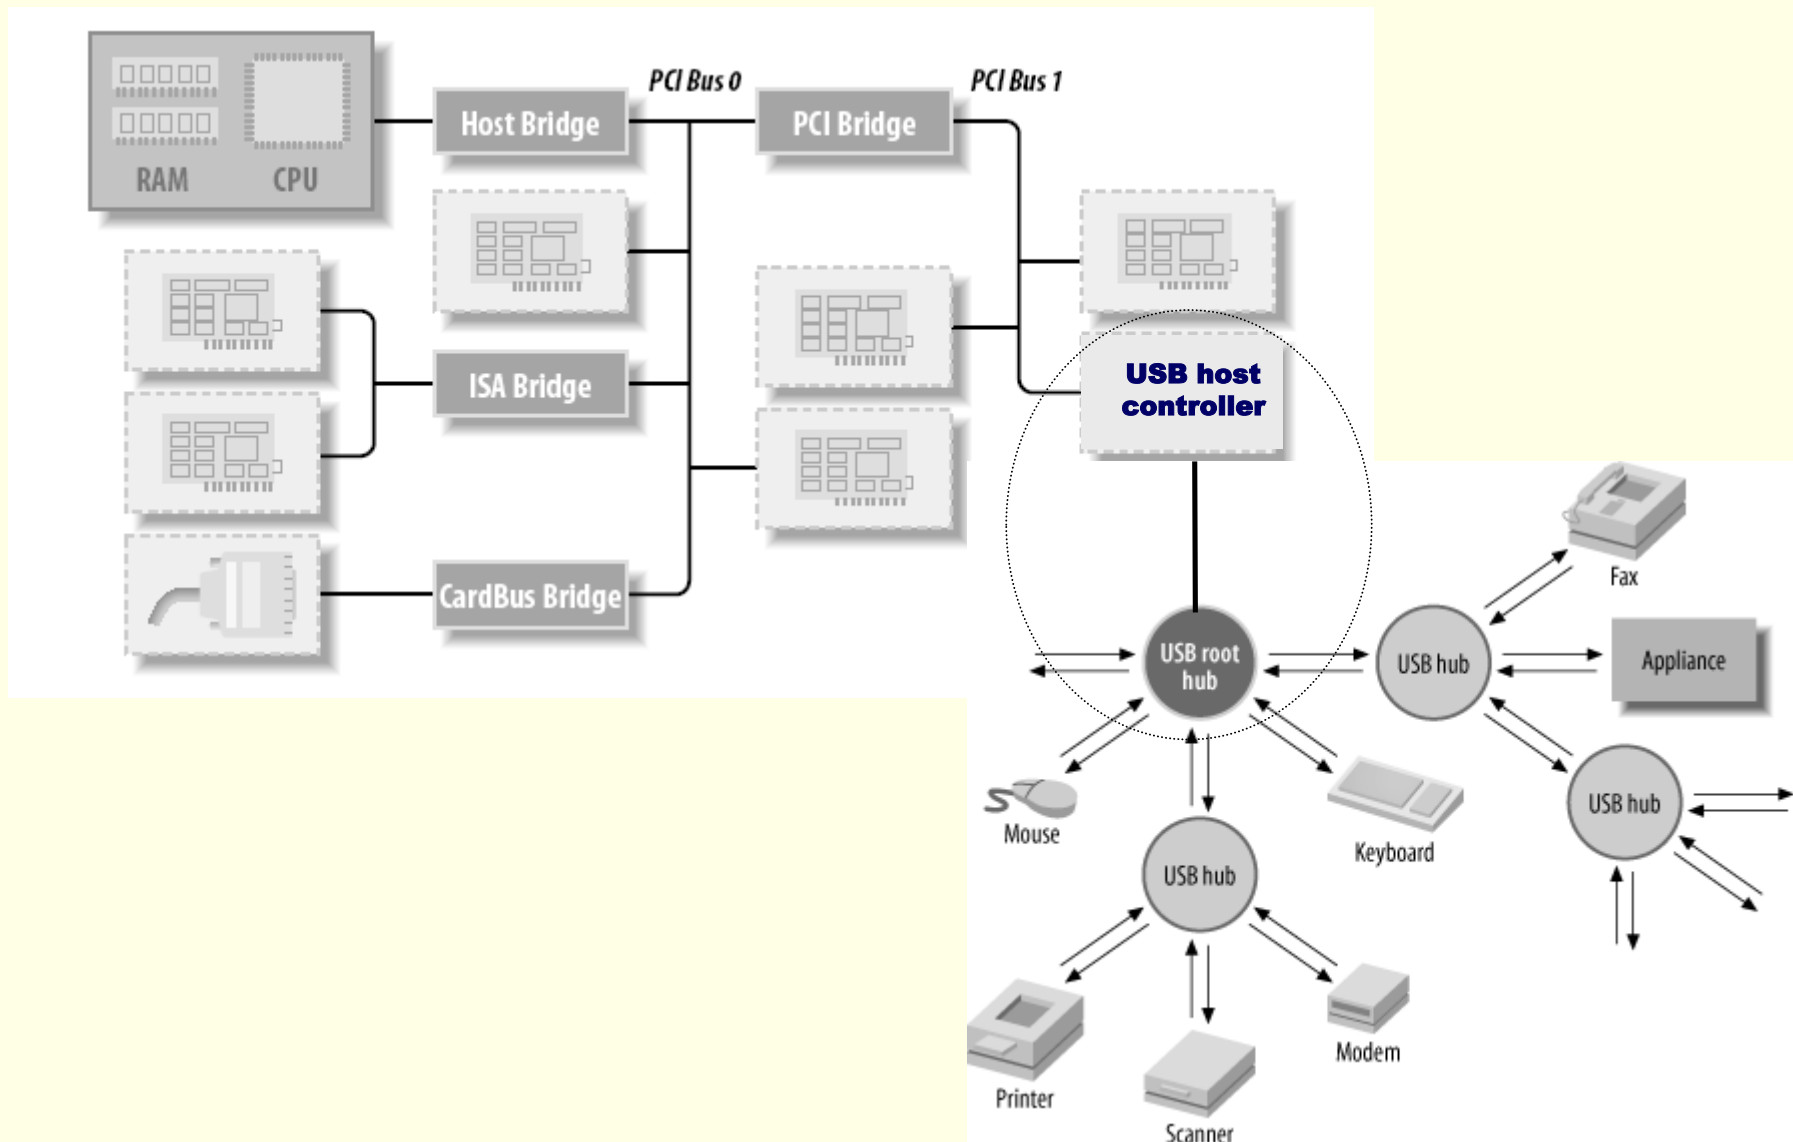 PCI Bus 0
PCI Bus 1
Host Bridge
PCI Bridge
RAM
CPU
ISA Bridge
USB host
controller
CardBus Bridge
Fax
USB root
hub
USB hub
Appliance
Mouse
Keyboard
USB hub
USB hub
Modem
Printer
Scanner